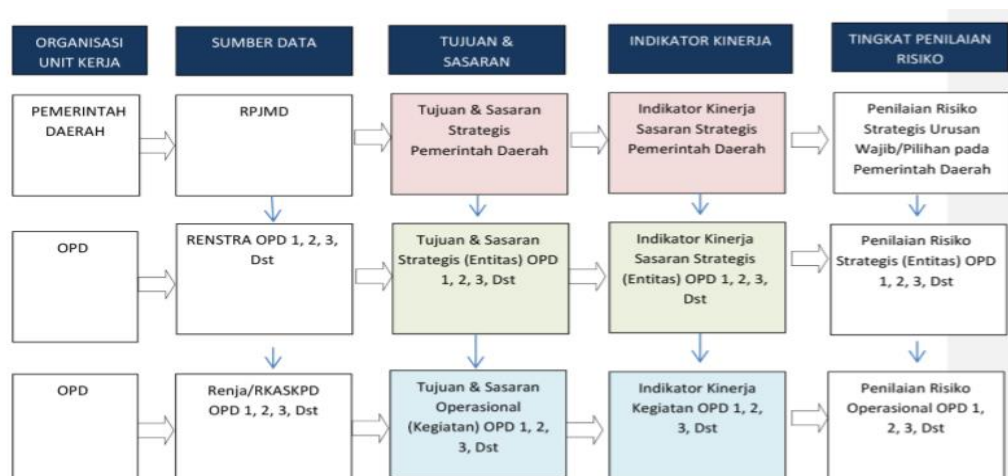 ORGANISASI
UNIT KERJA
SUMBER DATA
TUJUAN &
SASARAN
INDIKATOR KINERJA
TINGKAT PENILAIAN
RISIKO
PEMERINTAH
DAERAH
RPJMD
Tujuan & Sasaran
Strategis
Pemerintah Daerah
Indikator Kinerja
Sasaran Strategis
Pemerintah Daerah
Penilaian Risiko
Strategis Urusan
Wajib/Pilihan pada
Pemerintah Daerah
OPD
RENSTRA OPD 1, 2, 3,
Dst
Tujuan & Sasaran
Strategis (Entitas) OPD
1, 2, 3, Dst
Indikator Kinerja
Sasaran Strategis
(Entitas) OPD 1, 2, 3,
Dst
Penilaian Risiko
Strategis (Entitas) OPD
1, 2, 3, Dst
OPD
Renja/RKASKPD
OPD 1, 2, 3, Dst
Tujuan & Sasaran
Operasional
(Kegiatan) OPD 1, 2,
3, Dst
Indikator Kinerja
Kegiatan OPD 1, 2,
3, Dst
Penilaian Risiko
Operasional OPD 1,
2, 3, Dst